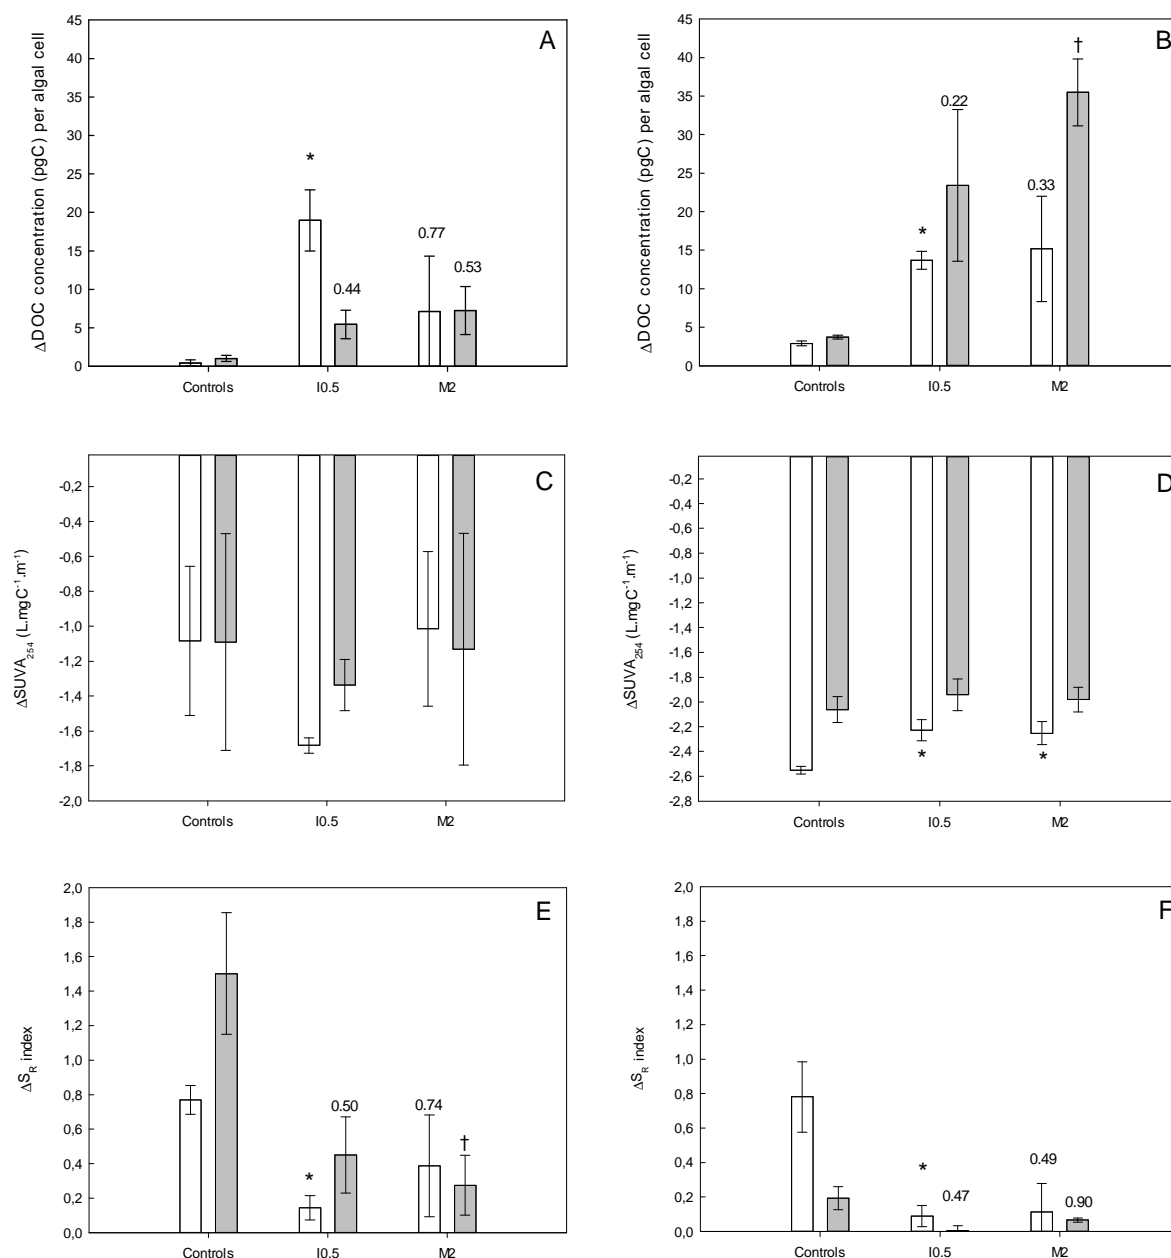 A
ΔDOC concentration (pgC) per algal cell
45
40
35
30
25
20
15
10
5
0
*
0.44
0.77
0.53
Controls
I0.5
M2
B
ΔDOC concentration (pgC) per algal cell
45
40
35
30
25
20
15
10
5
0
*
0.22
0.33
†
Controls
I0.5
M2
C
ΔSUVA₂₅₄ (L.mgC⁻¹.m⁻¹)
-0,2
-0,4
-0,6
-0,8
-1,0
-1,2
-1,4
-1,6
-1,8
-2,0
Controls
I0.5
M2
D
ΔSUVA₂₅₄ (L.mgC⁻¹.m⁻¹)
-0,2
-0,4
-0,6
-0,8
-1,0
-1,2
-1,4
-1,6
-1,8
-2,0
-2,2
-2,4
-2,6
-2,8
*
*
Controls
I0.5
M2
E
ΔS_R index
2,0
1,8
1,6
1,4
1,2
1,0
0,8
0,6
0,4
0,2
0,0
*
0.50
0.74
†
Controls
I0.5
M2
F
ΔS_R index
2,0
1,8
1,6
1,4
1,2
1,0
0,8
0,6
0,4
0,2
0,0
*
0.47
0.49
0.90
Controls
I0.5
M2